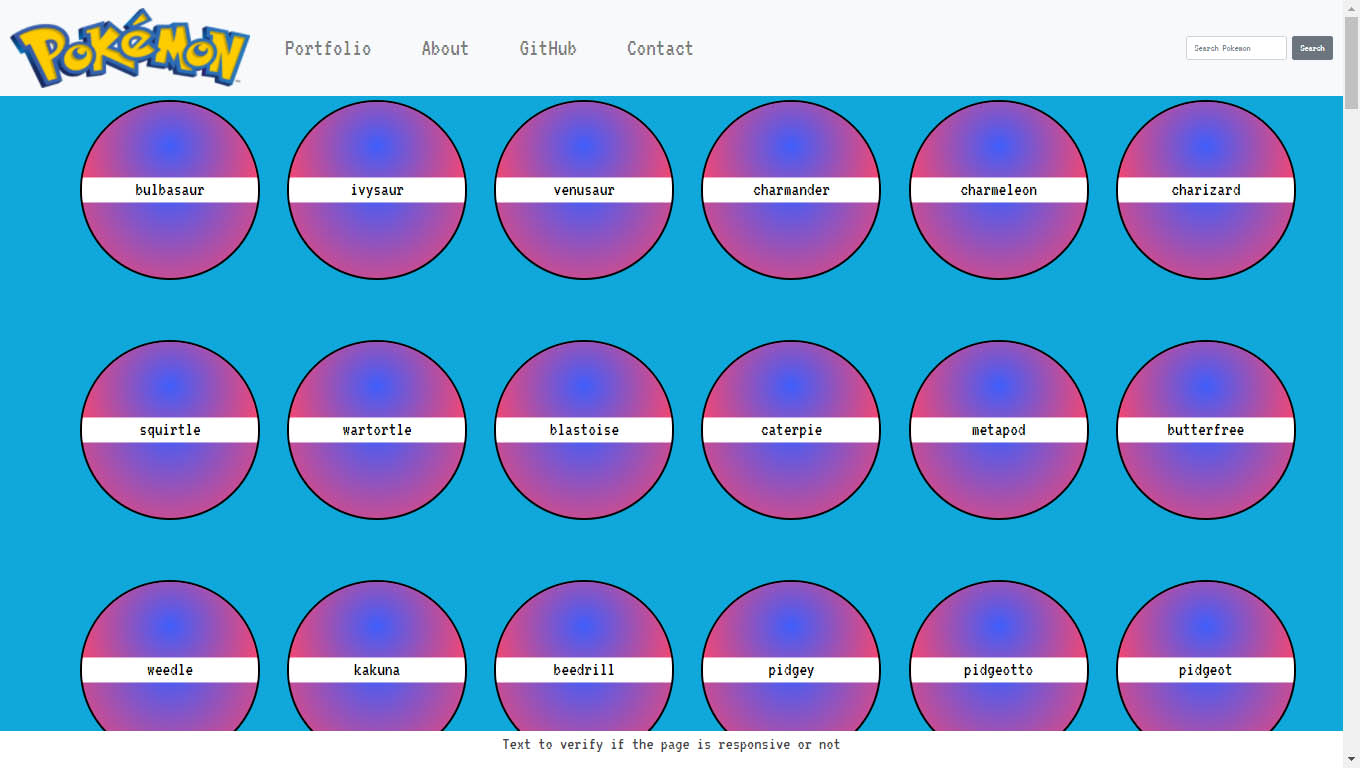 POKéMON
Portfolio About GitHub Contact Search Pokemon Search
bulbasaur ivysaur venusaur charmander charmeleon charizard
squirtle wartortle blastoise caterpie metapod butterfree
weedle kakuna beedrill pidgey pidgeotto pidgeot
Text to verify if the page is responsive or not